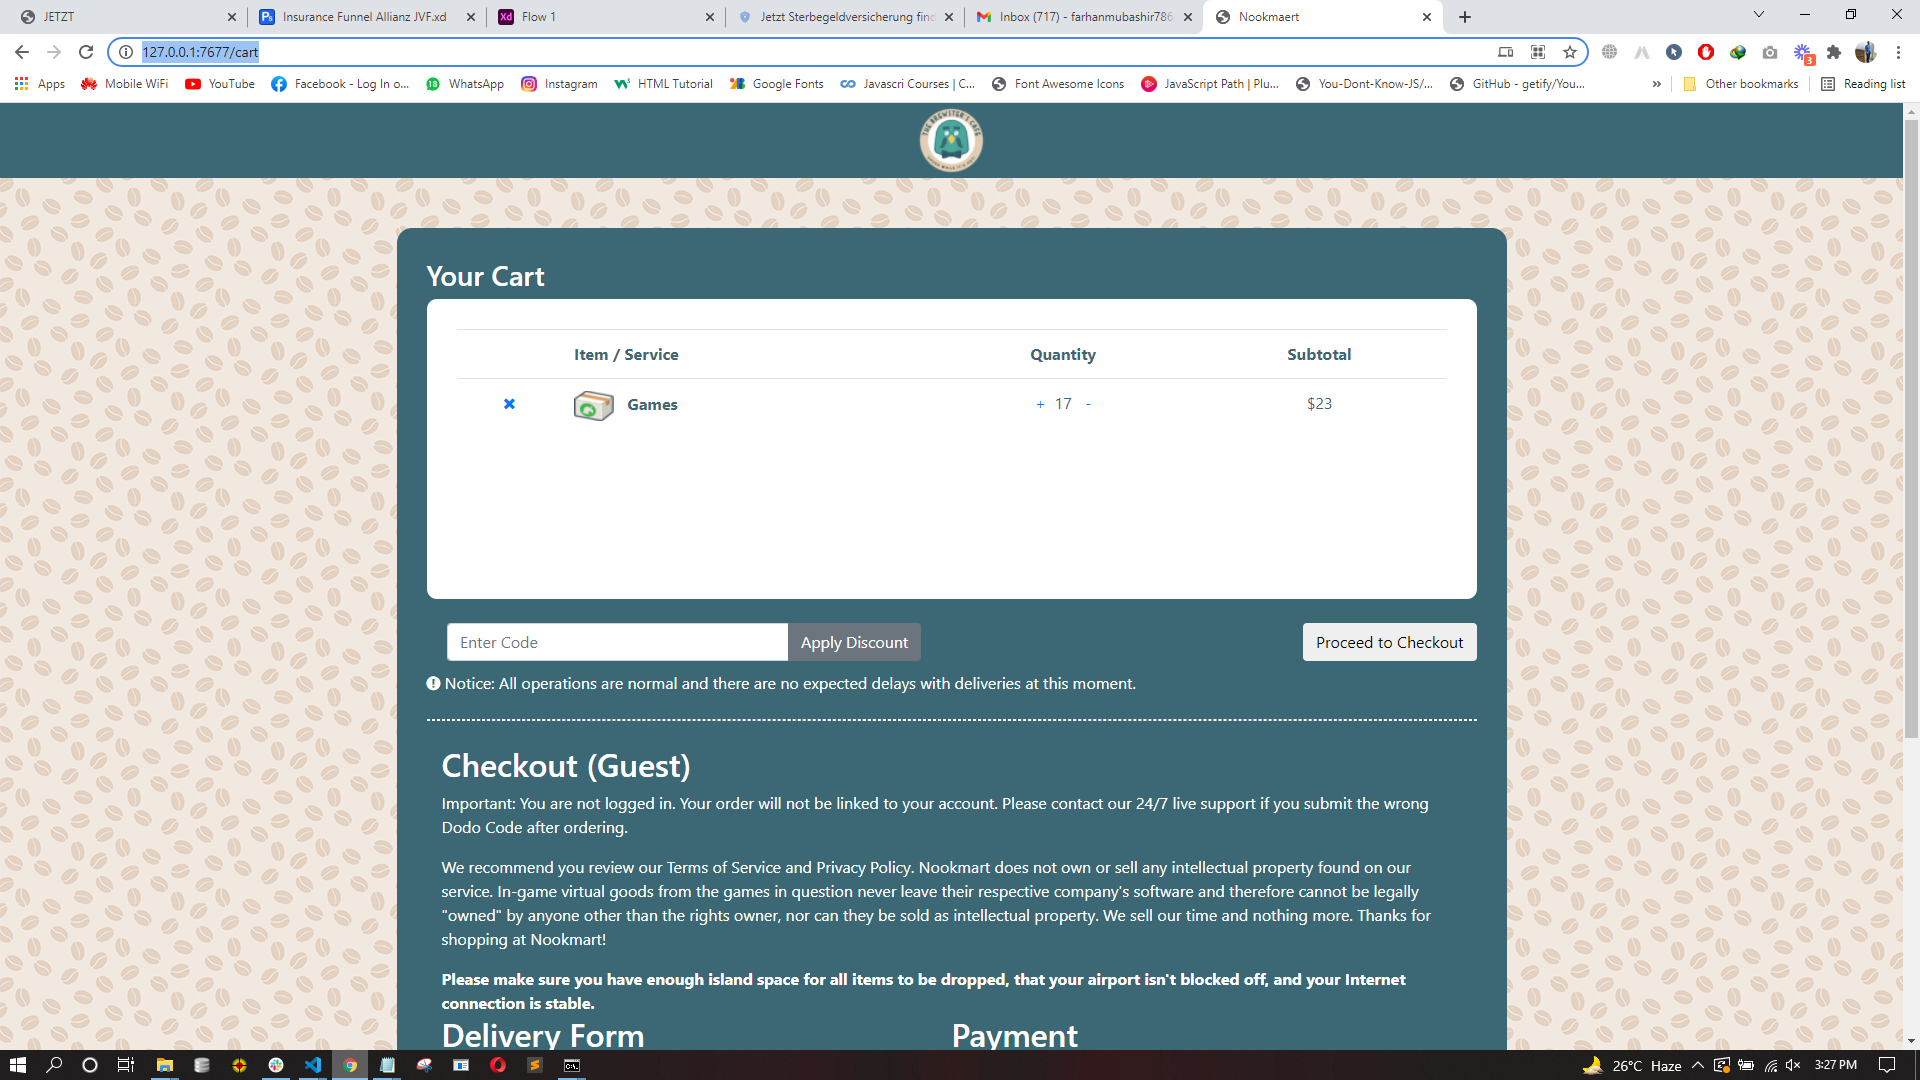 JETZT
Insurance Funnel Allianz JVF.xd
Flow 1
Jetzt Sterbegeldversicherung find
Inbox (717) - farhanmubashir786
Nookmaert
127.0.0.1:7677/cart
3
Apps
Mobile WiFi
YouTube
Facebook - Log In o...
WhatsApp
Instagram
HTML Tutorial
Google Fonts
Javascri Courses | C...
Font Awesome Icons
JavaScript Path | Plu...
You-Dont-Know-JS/...
GitHub - getify/You...
»
Other bookmarks
Reading list
THE BREWSTER'S CAFE
Your Cart
Item / Service Quantity Subtotal
Games + 17 - $23
Enter Code Apply Discount Proceed to Checkout
Notice: All operations are normal and there are no expected delays with deliveries at this moment.
Checkout (Guest)
Important: You are not logged in. Your order will not be linked to your account. Please contact our 24/7 live support if you submit the wrong
Dodo Code after ordering.
We recommend you review our Terms of Service and Privacy Policy. Nookmart does not own or sell any intellectual property found on our
service. In-game virtual goods from the games in question never leave their respective company's software and therefore cannot be legally
"owned" by anyone other than the rights owner, nor can they be sold as intellectual property. We sell our time and nothing more. Thanks for
shopping at Nookmart!
Please make sure you have enough island space for all items to be dropped, that your airport isn't blocked off, and your Internet
connection is stable.
Delivery Form Payment
26°C Haze 3:27 PM